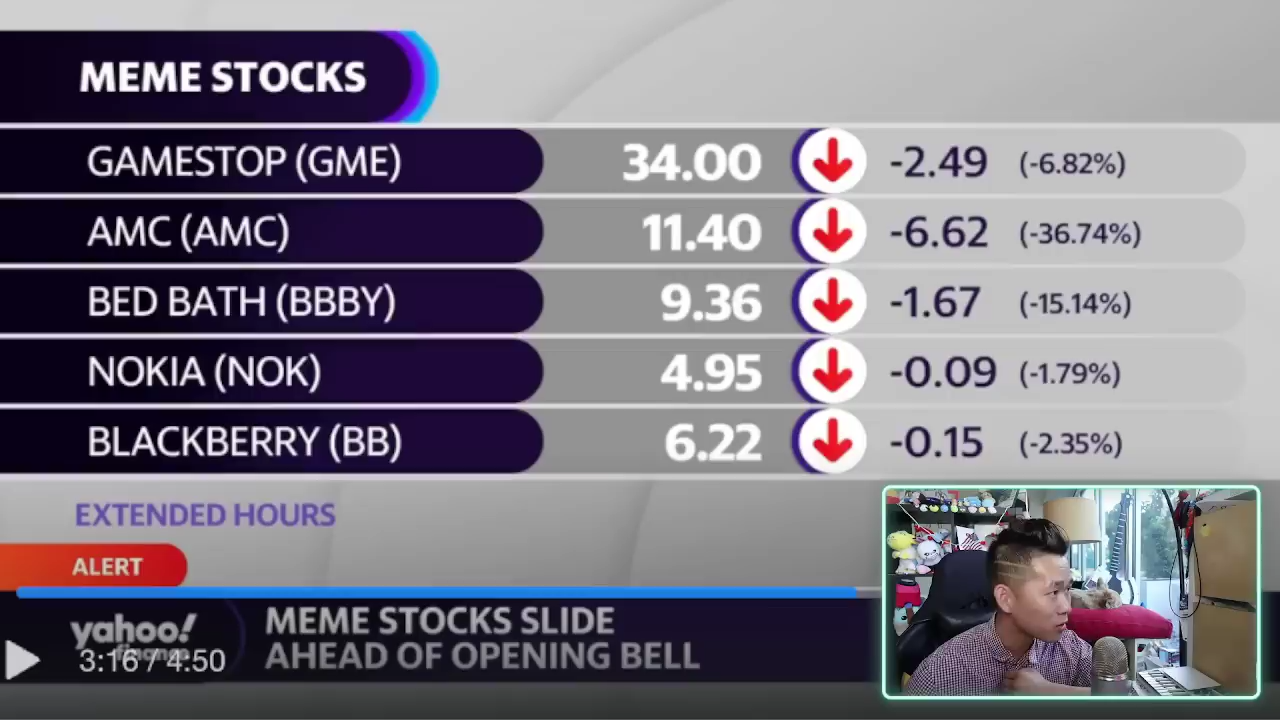 MEME STOCKS
GAMESTOP (GME) 34.00 -2.49 (-6.82%)
AMC (AMC) 11.40 -6.62 (-36.74%)
BED BATH (BBBY) 9.36 -1.67 (-15.14%)
NOKIA (NOK) 4.95 -0.09 (-1.79%)
BLACKBERRY (BB) 6.22 -0.15 (-2.35%)
EXTENDED HOURS
ALERT
yahoo!
finance
3:16 / 4:50
MEME STOCKS SLIDE
AHEAD OF OPENING BELL